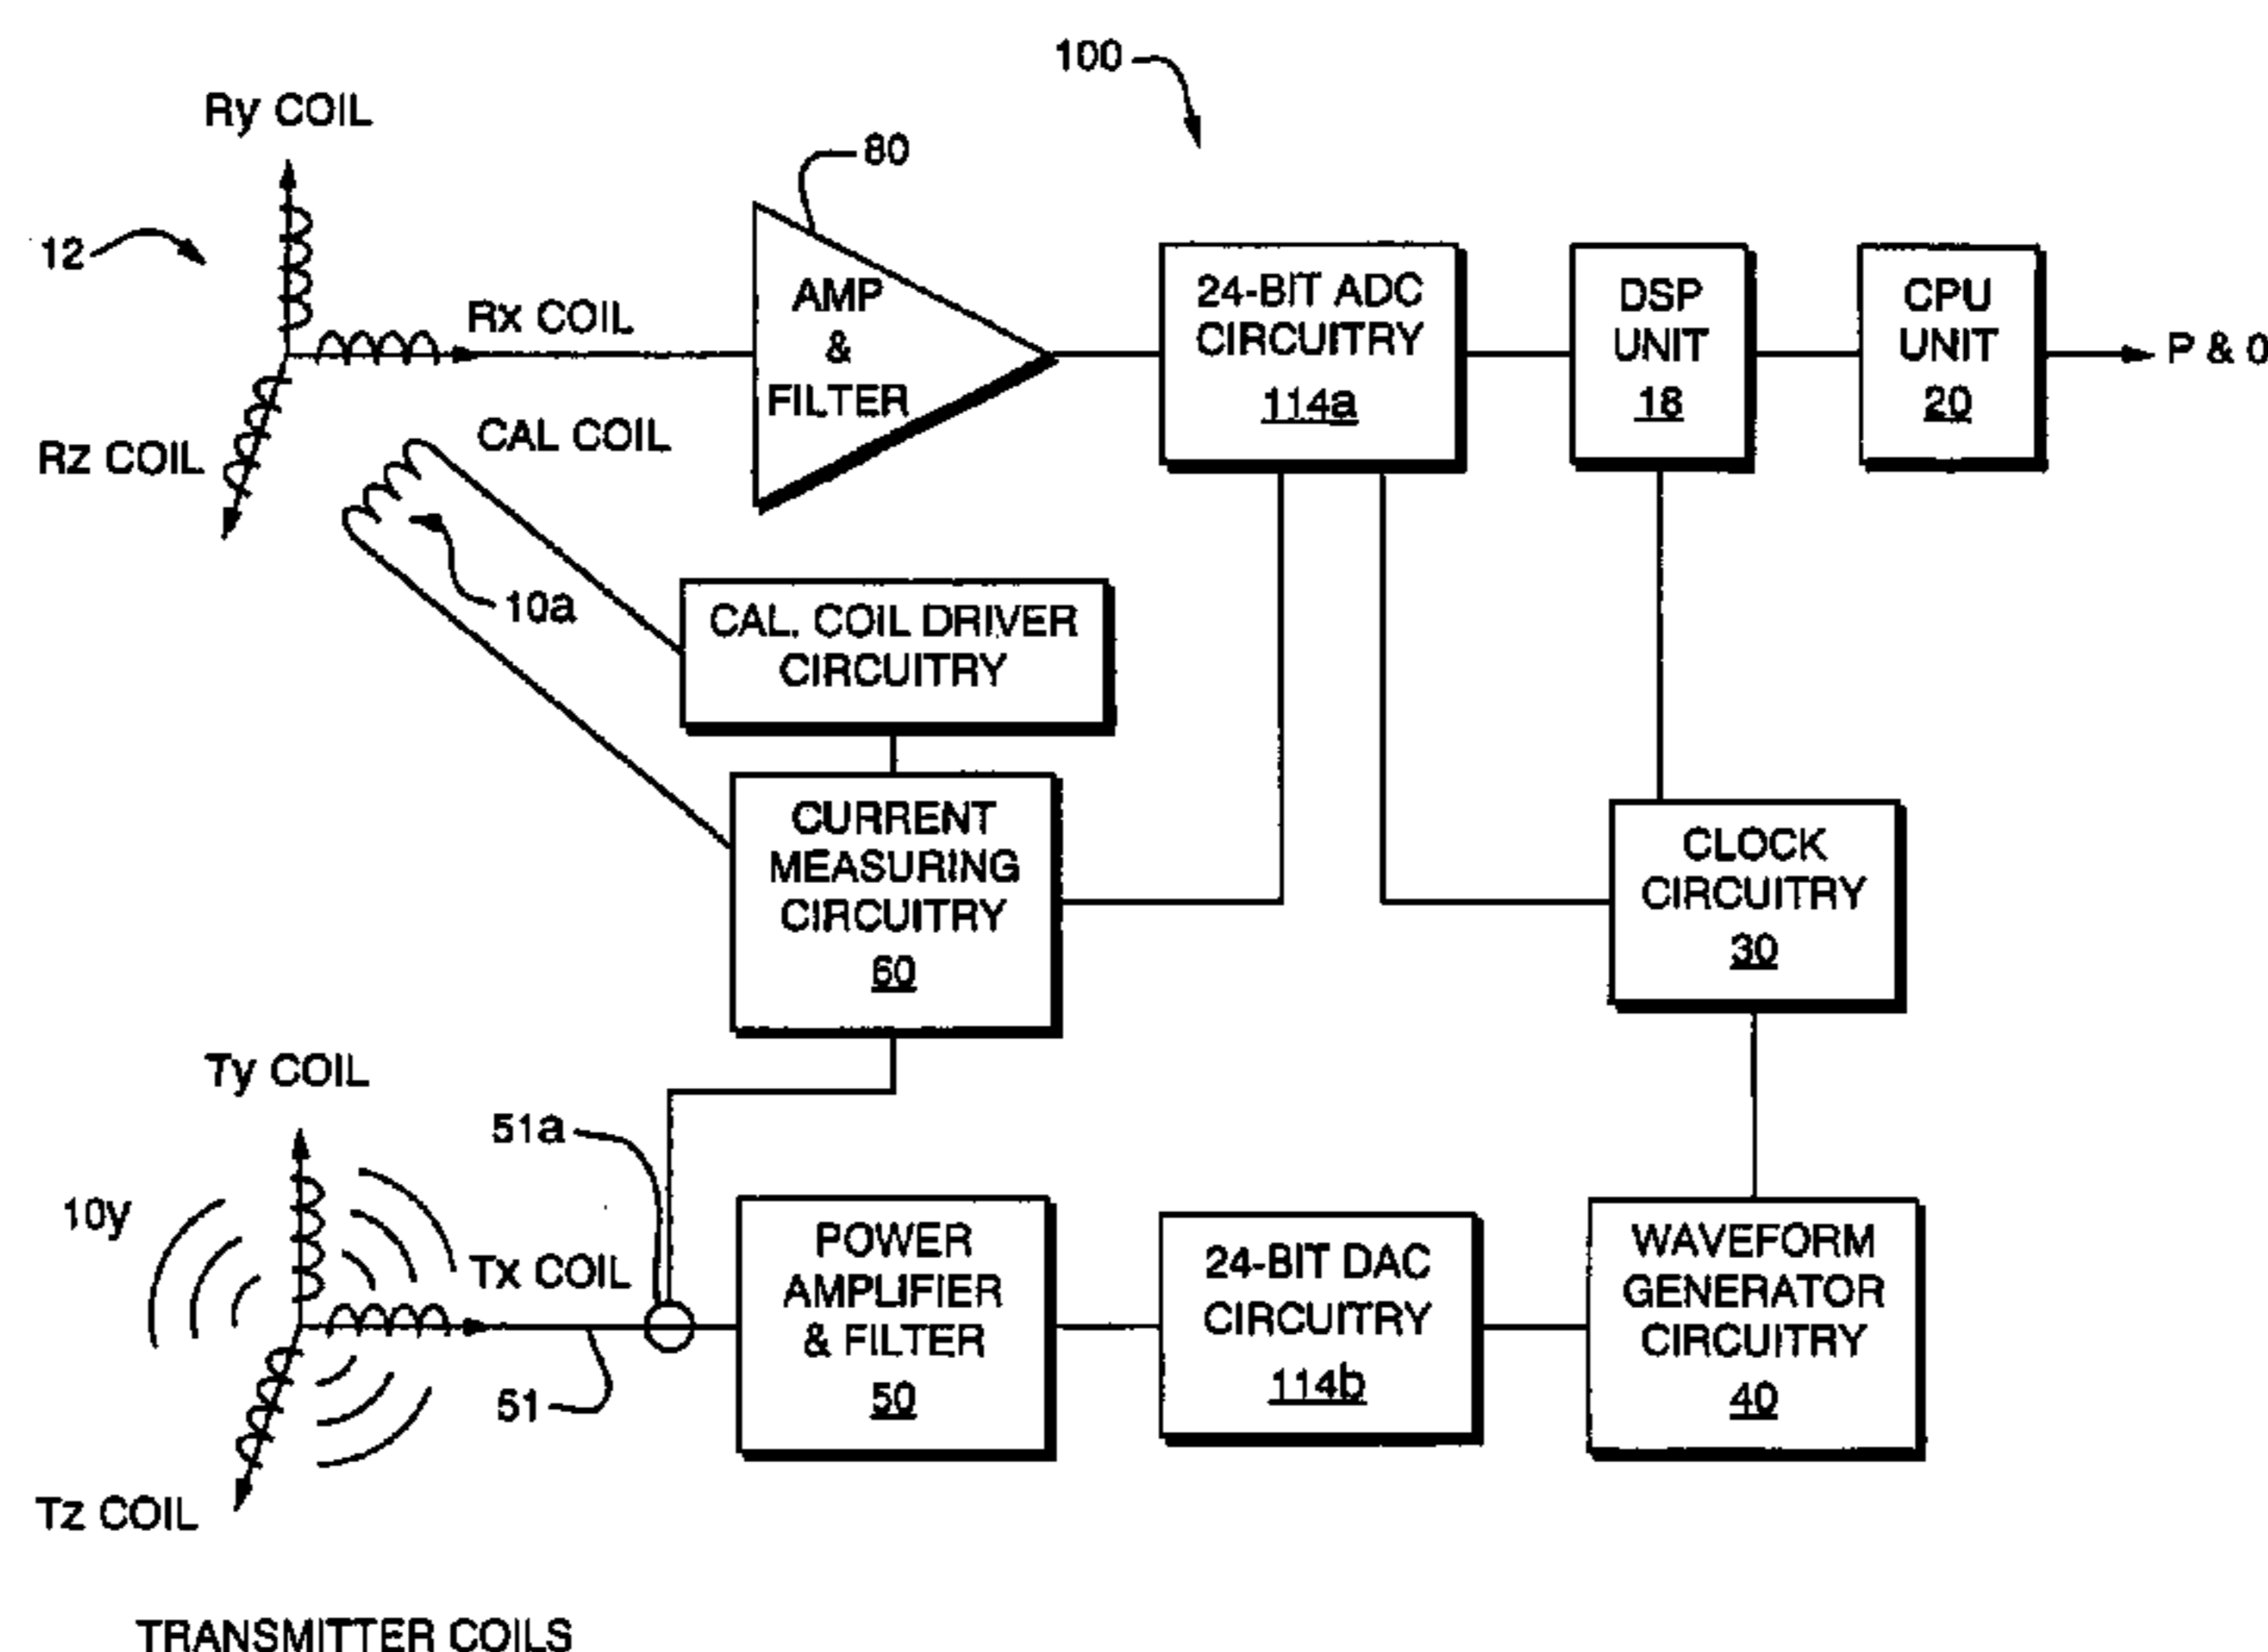 100
Ry COIL
80
12
Rx COIL
AMP
&
FILTER
24-BIT ADC
CIRCUITRY
114a
DSP
UNIT
18
CPU
UNIT
20
P & O
Rz COIL
CAL COIL
10a
CAL. COIL DRIVER
CIRCUITRY
CURRENT
MEASURING
CIRCUITRY
60
CLOCK
CIRCUITRY
30
Ty COIL
51a
10y
Tx COIL
POWER
AMPLIFIER
& FILTER
50
24-BIT DAC
CIRCUITRY
114b
WAVEFORM
GENERATOR
CIRCUITRY
40
51
Tz COIL
TRANSMITTER COILS